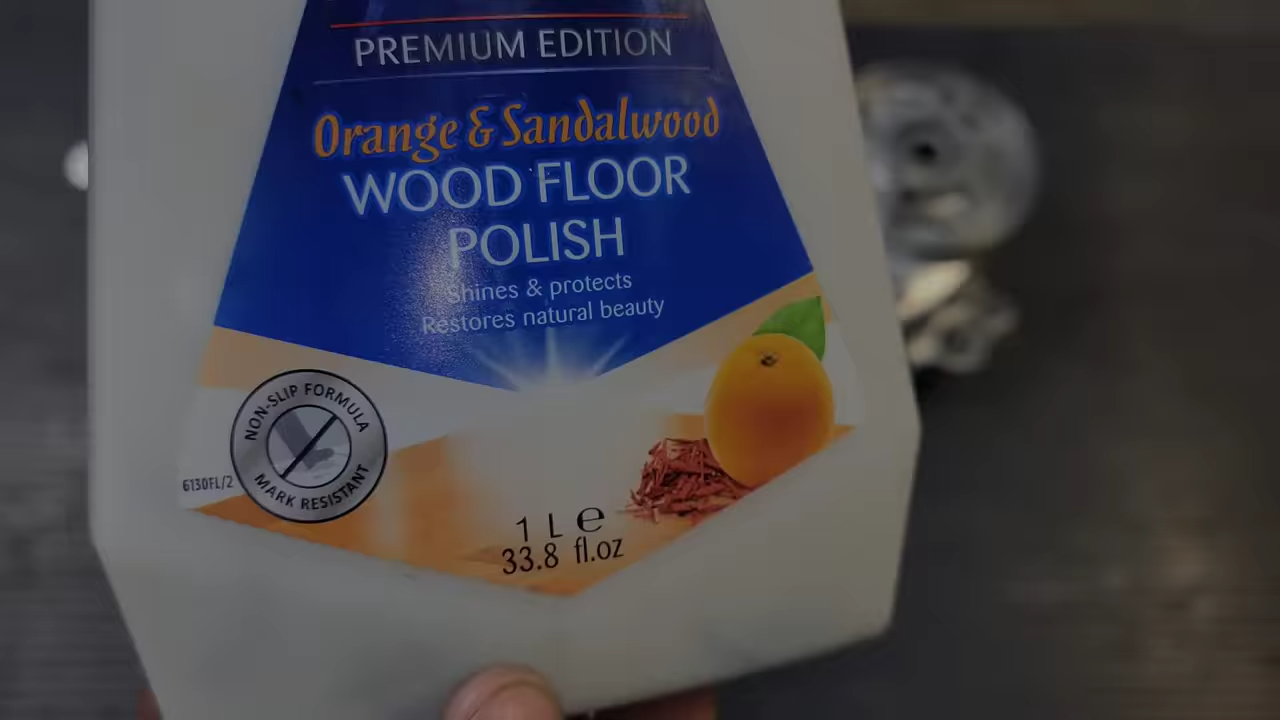 PREMIUM EDITION
Orange & Sandalwood
WOOD FLOOR
POLISH
Shines & protects
Restores natural beauty
NON-SLIP FORMULA
MARK RESISTANT
6130FL/2
1 L e
33.8 fl.oz